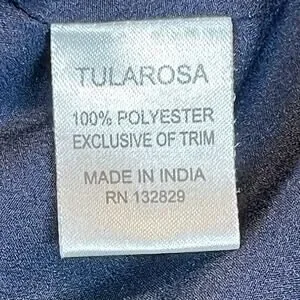 TULAROSA
100% POLYESTER
EXCLUSIVE OF TRIM
MADE IN INDIA
RN 132829